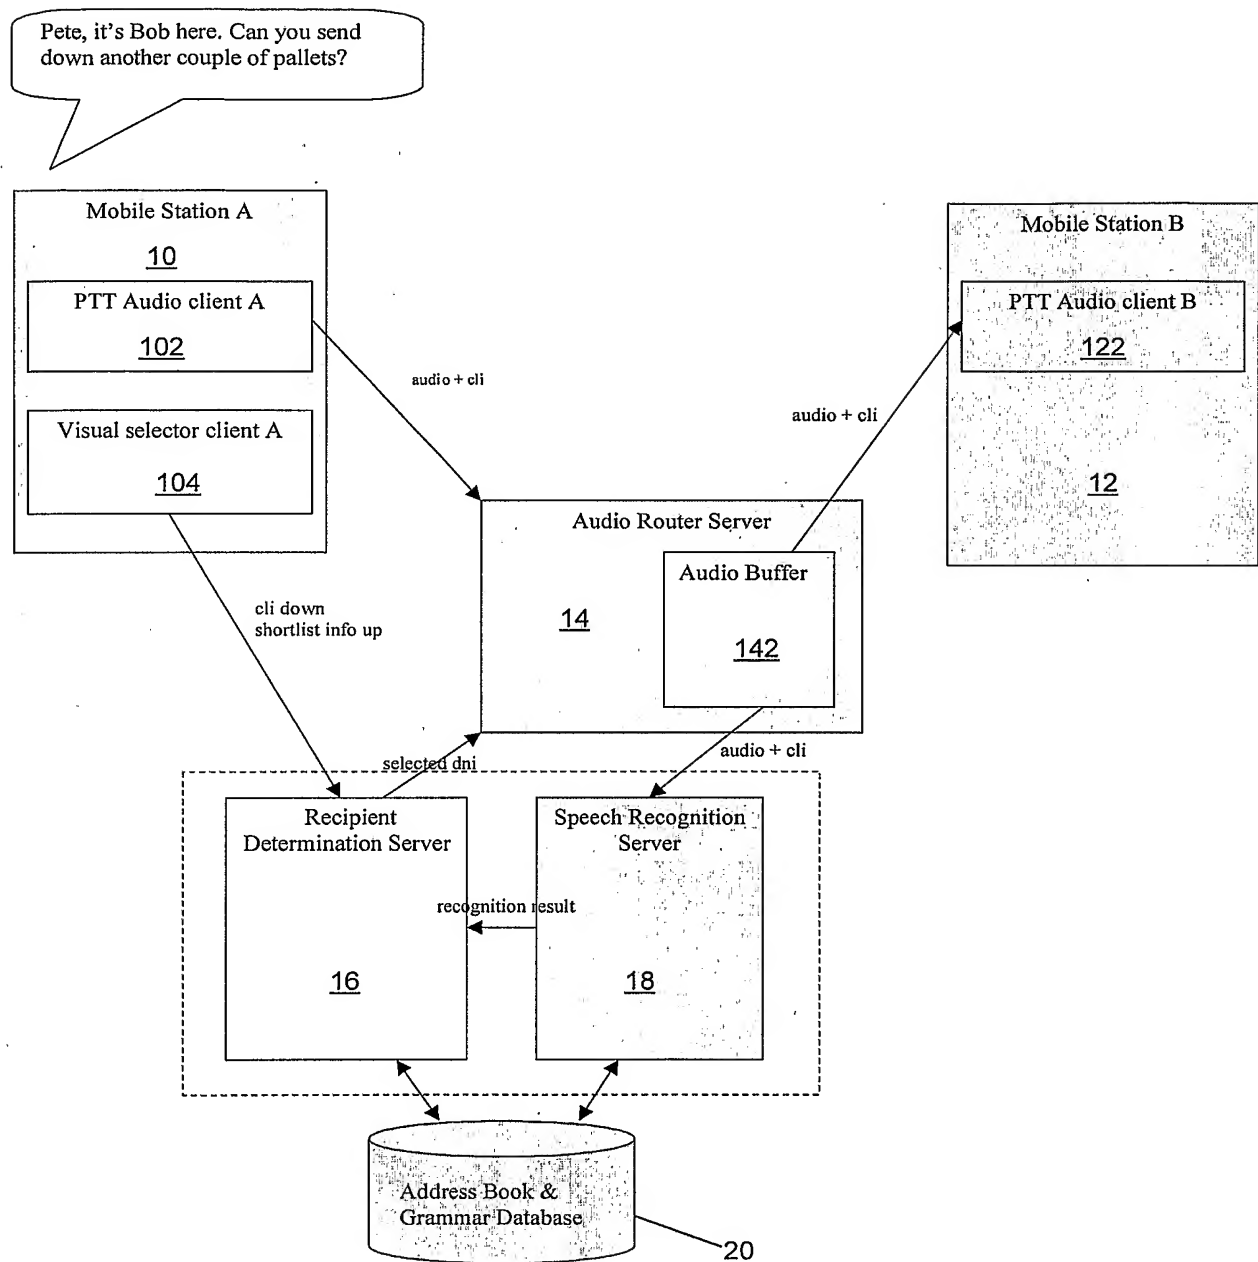 Pete, it's Bob here. Can you send
down another couple of pallets?
Mobile Station A
10
PTT Audio client A
102
Visual selector client A
104
Mobile Station B
PTT Audio client B
122
12
audio + cli
audio + cli
Audio Router Server
Audio Buffer
14
142
cli down
shortlist info up
selected dni
audio + cli
Recipient
Determination Server
Speech Recognition
Server
recognition result
16
18
Address Book &
Grammar Database
20